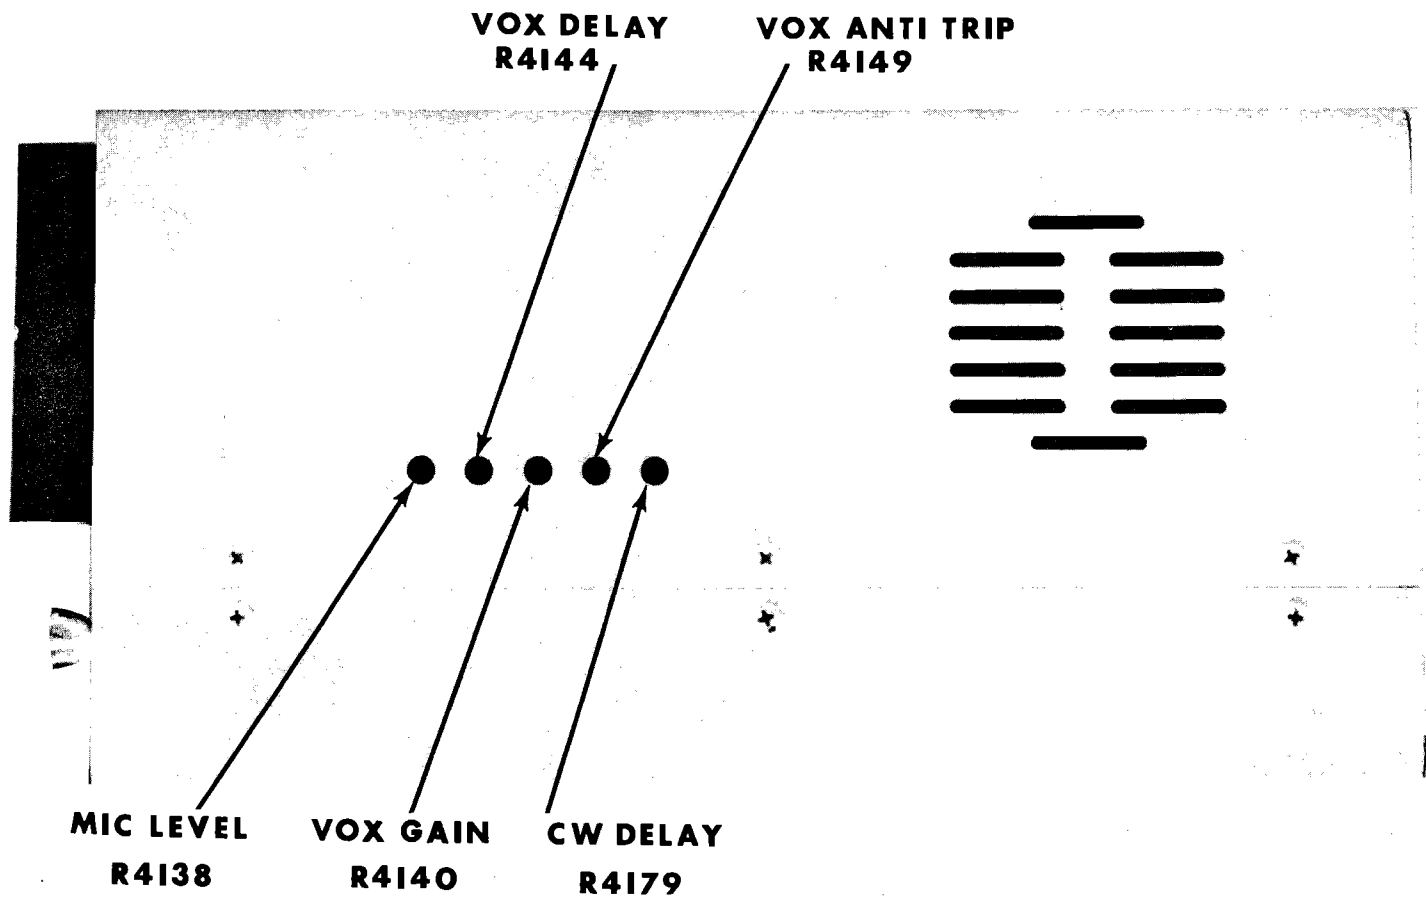 VOX DELAY
R4144
VOX ANTI TRIP
R4149
MIC LEVEL
R4138
VOX GAIN
R4140
CW DELAY
R4179